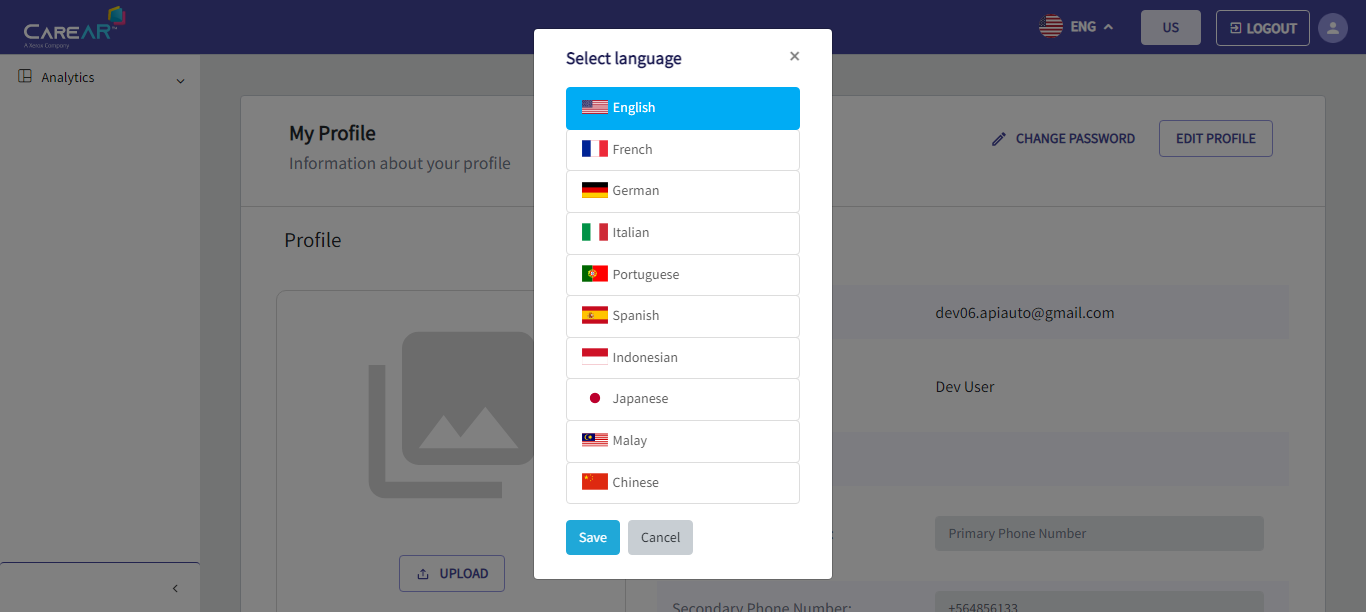 CAREAR™
A Xerox Company
ENG
US
LOGOUT
Analytics
My Profile
Information about your profile
CHANGE PASSWORD
EDIT PROFILE
Profile
UPLOAD
Select language
×
English
French
German
Italian
Portuguese
Spanish
Indonesian
Japanese
Malay
Chinese
Save
Cancel
dev06.apiauto@gmail.com
Dev User
:
Primary Phone Number
Secondary Phone Number:
+564856133